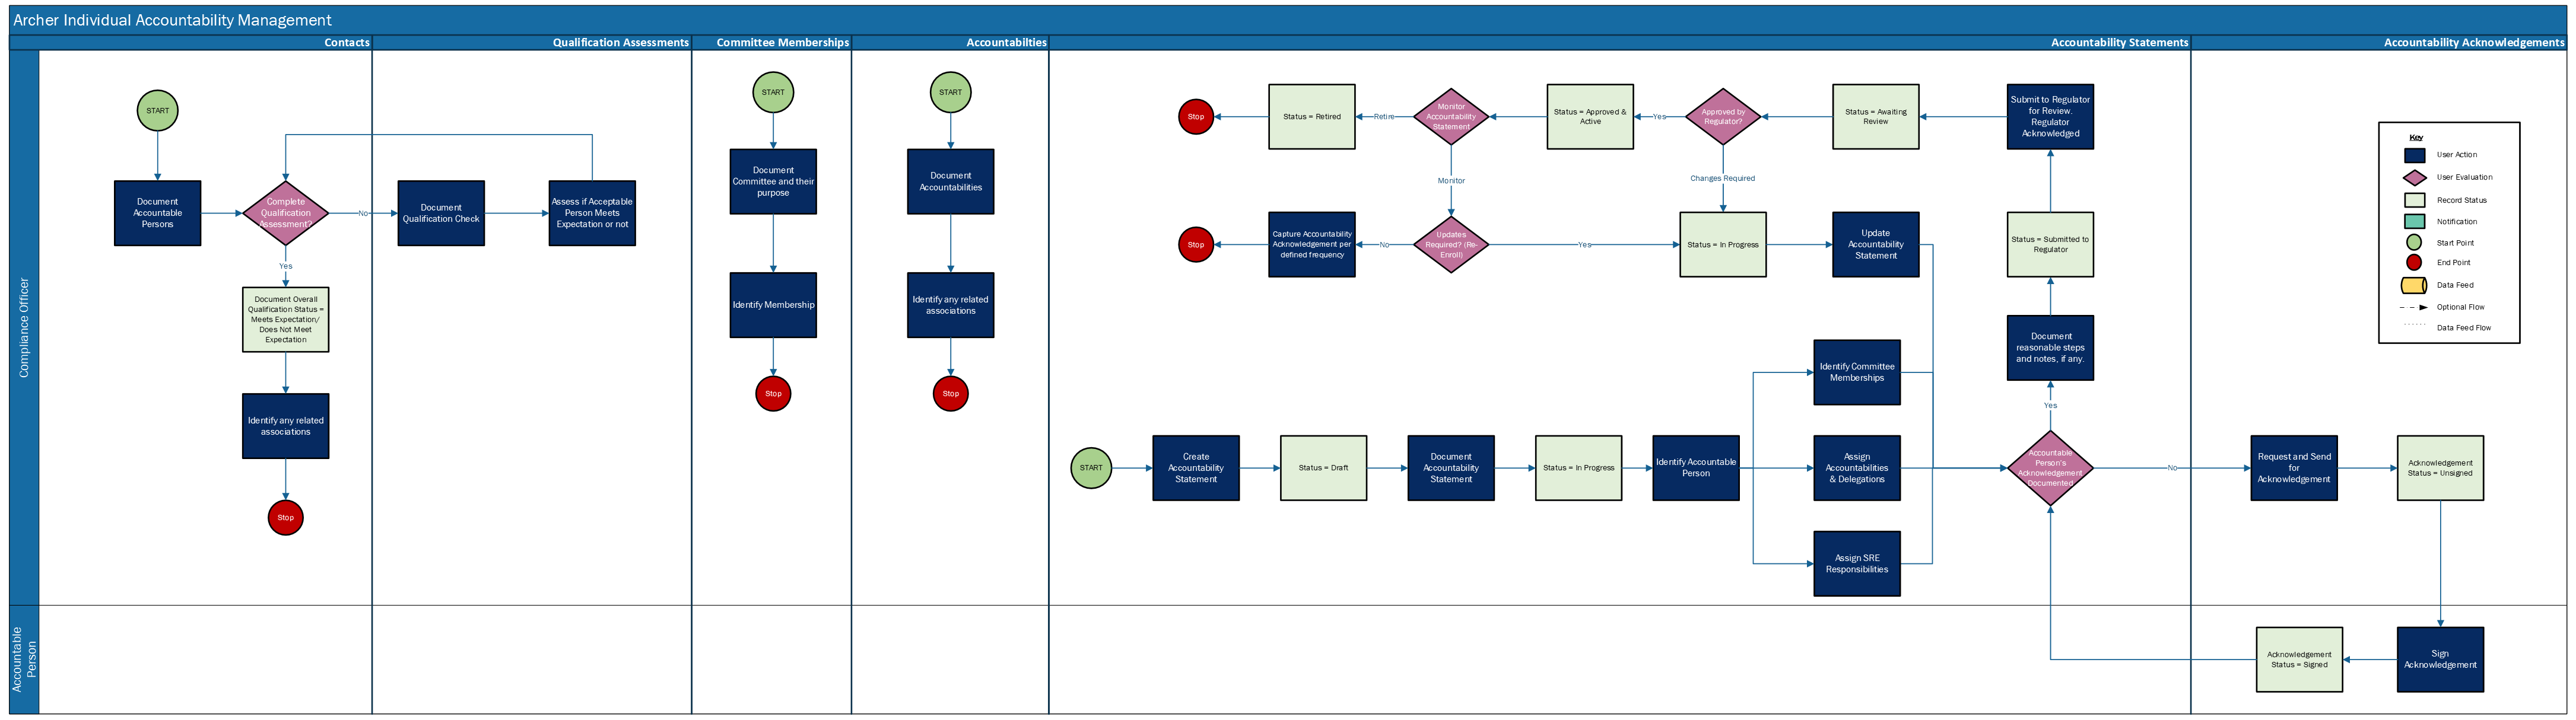 Archer Individual Accountability Management
Contacts
Qualification Assessments
Committee Memberships
Accountabilties
Accountability Statements
Accountability Acknowledgements
Compliance Officer
Accountable
Person
START
Document
Accountable
Persons
Complete
Qualification
Assessment?
No
Yes
Document Overall
Qualification Status =
Meets Expectation/
Does Not Meet
Expectation
Identify any related
associations
Stop
Document
Qualification Check
Assess if Acceptable
Person Meets
Expectation or not
START
Document
Committee and their
purpose
Identify Membership
Stop
START
Document
Accountabilities
Identify any related
associations
Stop
Stop
Status = Retired
Retire
Monitor
Accountability
Statement
Status = Approved &
Active
Yes
Approved by
Regulator?
Status = Awaiting
Review
Submit to Regulator
for Review.
Regulator
Acknowledged
Monitor
Changes Required
Stop
Capture Accountability
Acknowledgement per
defined frequency
No
Updates
Required? (Re-
Enroll)
Yes
Status = In Progress
Update
Accountability
Statement
Status = Submitted to
Regulator
Document
reasonable steps
and notes, if any.
Yes
START
Create
Accountability
Statement
Status = Draft
Document
Accountability
Statement
Status = In Progress
Identify Accountable
Person
Identify Committee
Memberships
Assign
Accountabilities
& Delegations
Assign SRE
Responsibilities
Accountable
Person's
Acknowledgement
Documented
No
Request and Send
for
Acknowledgement
Acknowledgement
Status = Unsigned
Sign
Acknowledgement
Acknowledgement
Status = Signed
Key
User Action
User Evaluation
Record Status
Notification
Start Point
End Point
Data Feed
Optional Flow
Data Feed Flow